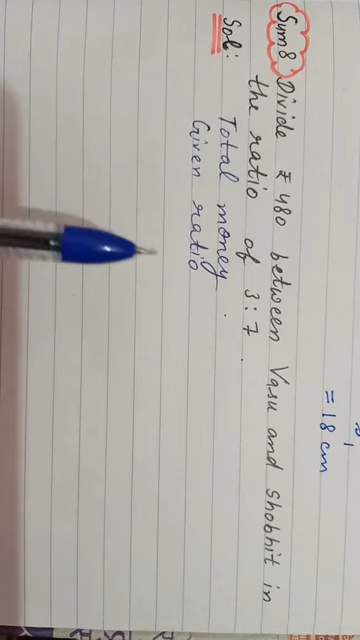 = 18 cm
Sum 8 Divide ₹ 480 between Vasu and Shobhit in
the ratio of 3:7.
Sol: Total money
Given ratio